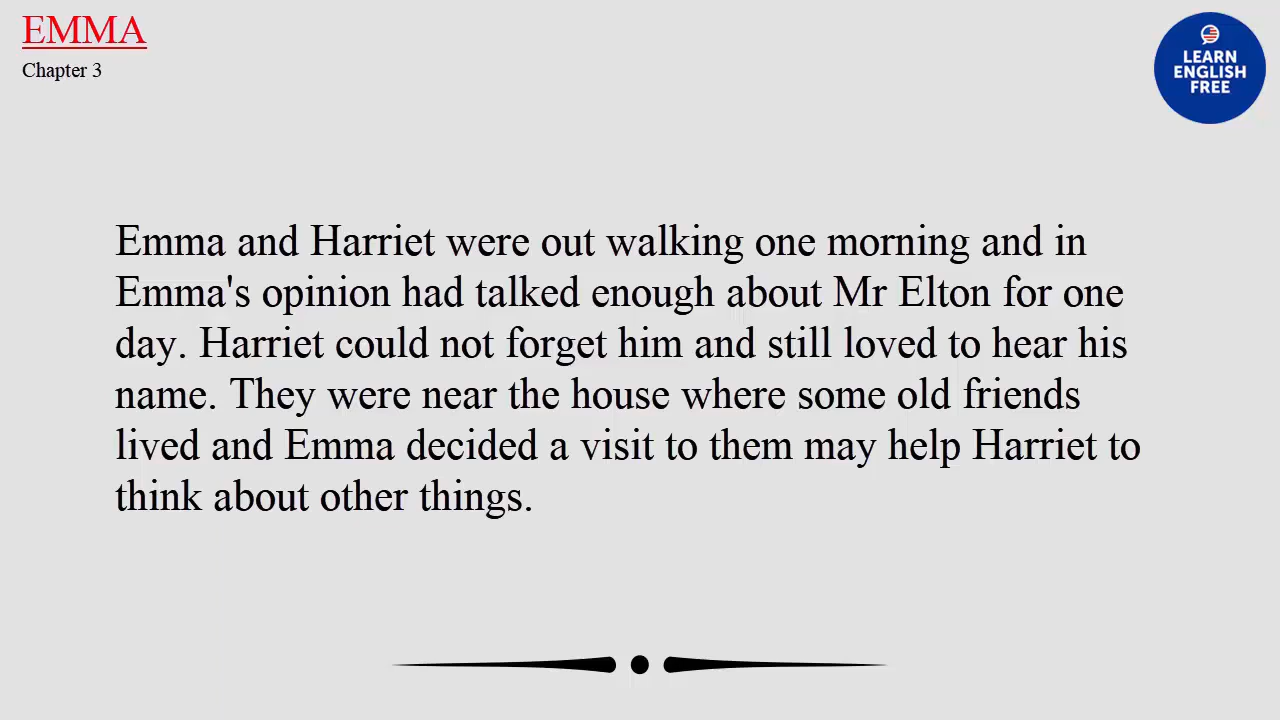 EMMA
Chapter 3
LEARN
ENGLISH
FREE
Emma and Harriet were out walking one morning and in
Emma's opinion had talked enough about Mr Elton for one
day. Harriet could not forget him and still loved to hear his
name. They were near the house where some old friends
lived and Emma decided a visit to them may help Harriet to
think about other things.